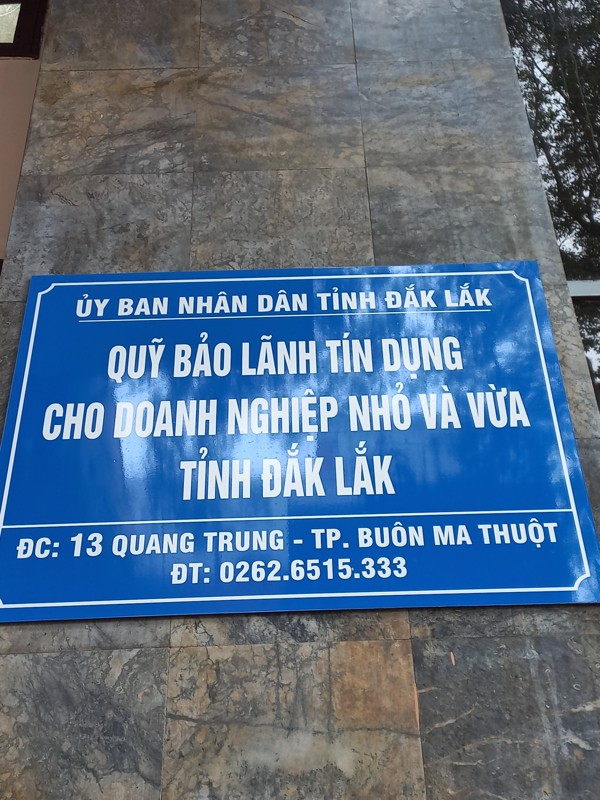 ỦY BAN NHÂN DÂN TỈNH ĐẮK LẮK
QUỸ BẢO LÃNH TÍN DỤNG
CHO DOANH NGHIỆP NHỎ VÀ VỪA
TỈNH ĐẮK LẮK
ĐC: 13 QUANG TRUNG - TP. BUÔN MA THUỘT
ĐT: 0262.6515.333